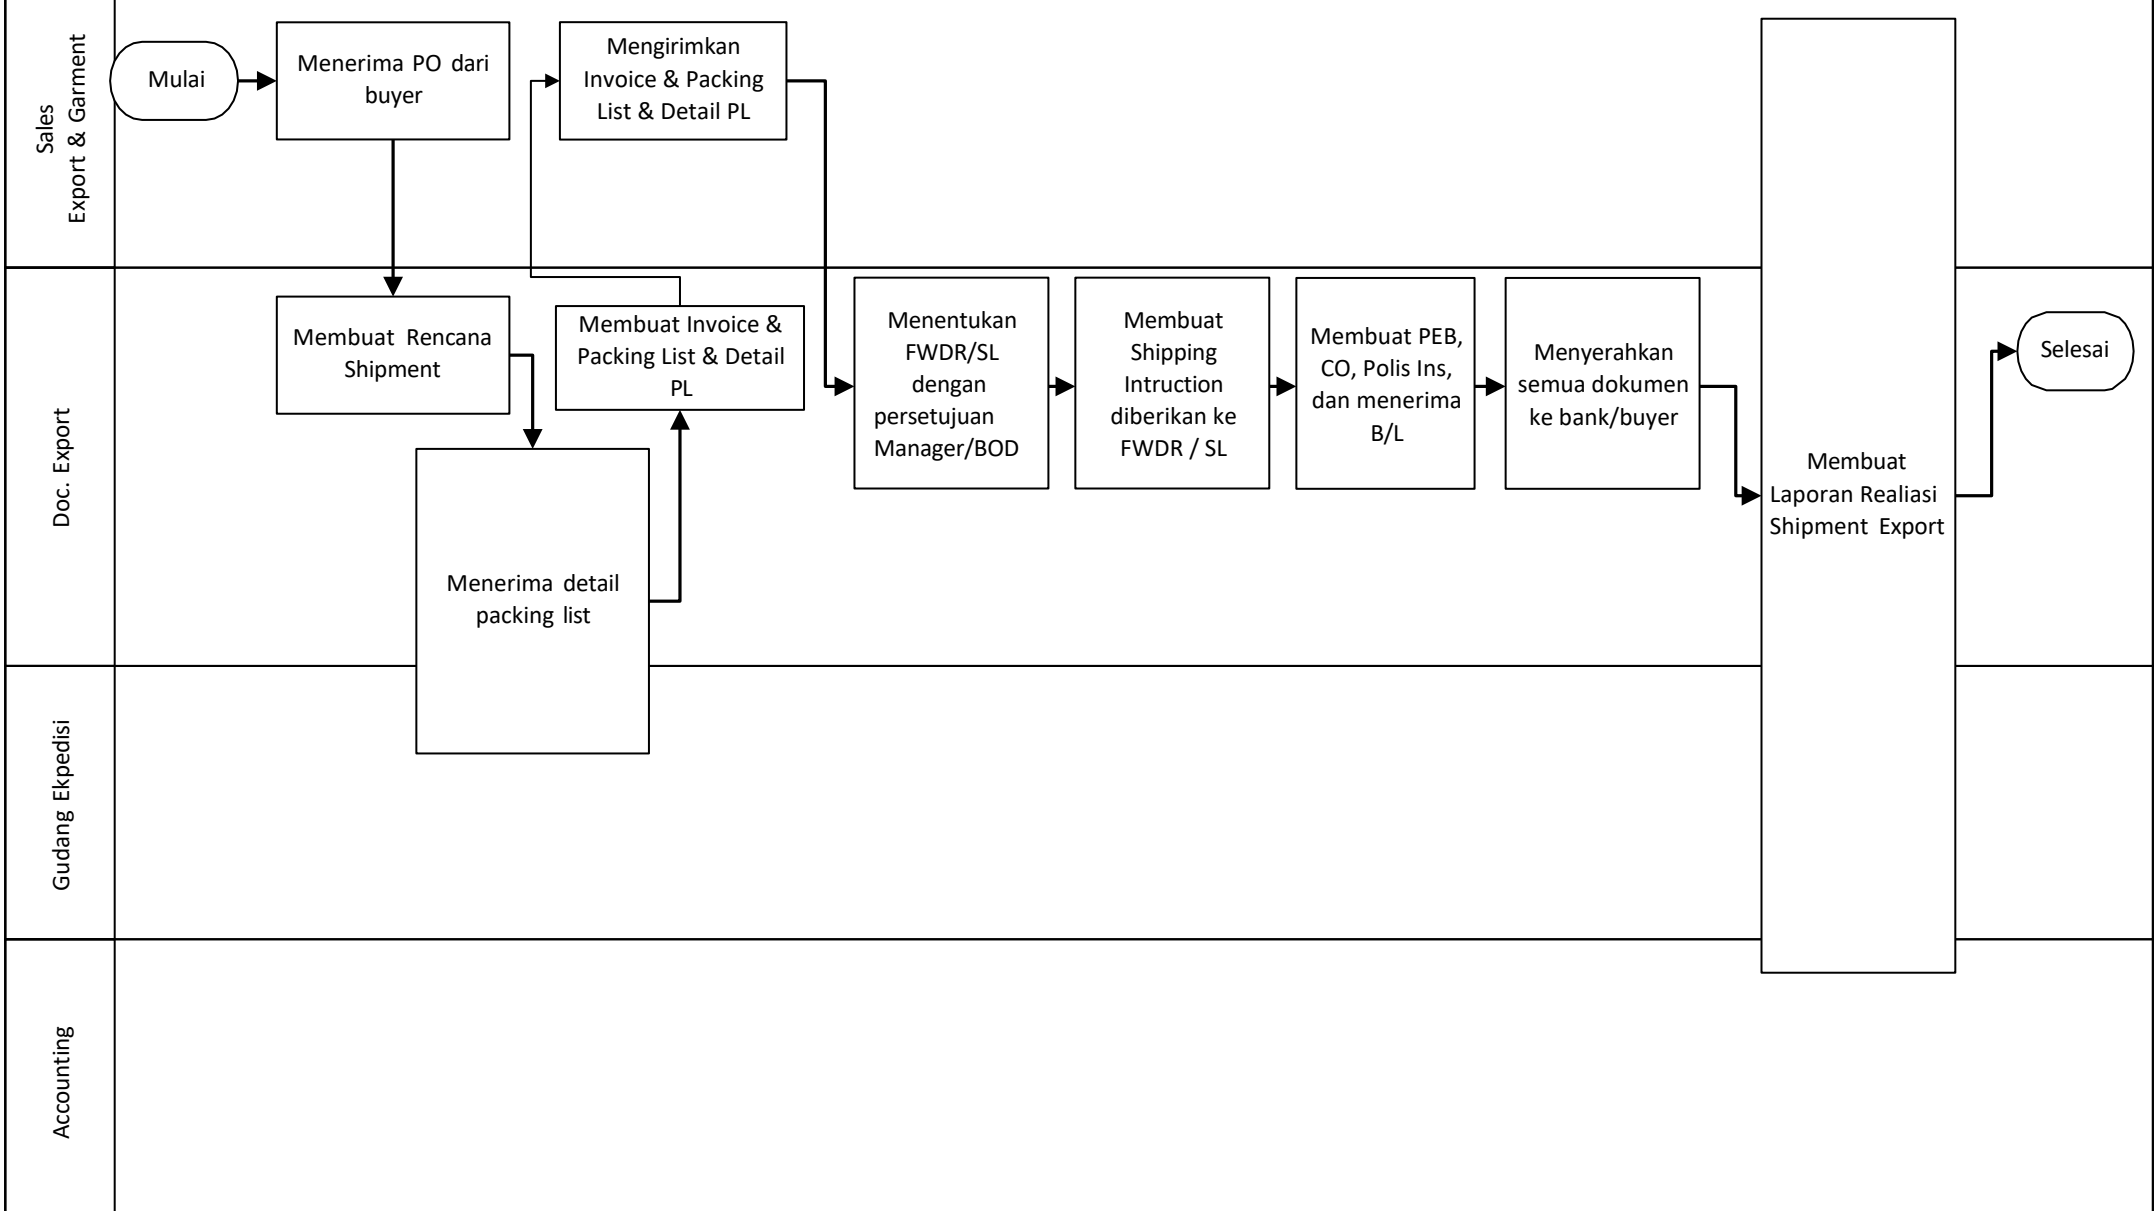 Sales
Export & Garment
Mulai
Menerima PO dari
buyer
Mengirimkan
Invoice & Packing
List & Detail PL
Doc. Export
Membuat Rencana
Shipment
Menerima detail
packing list
Membuat Invoice &
Packing List & Detail
PL
Menentukan
FWDR/SL
dengan
persetujuan
Manager/BOD
Membuat
Shipping
Intruction
diberikan ke
FWDR / SL
Membuat PEB,
CO, Polis Ins,
dan menerima
B/L
Menyerahkan
semua dokumen
ke bank/buyer
Membuat
Laporan Realiasi
Shipment Export
Selesai
Gudang Ekpedisi
Accounting